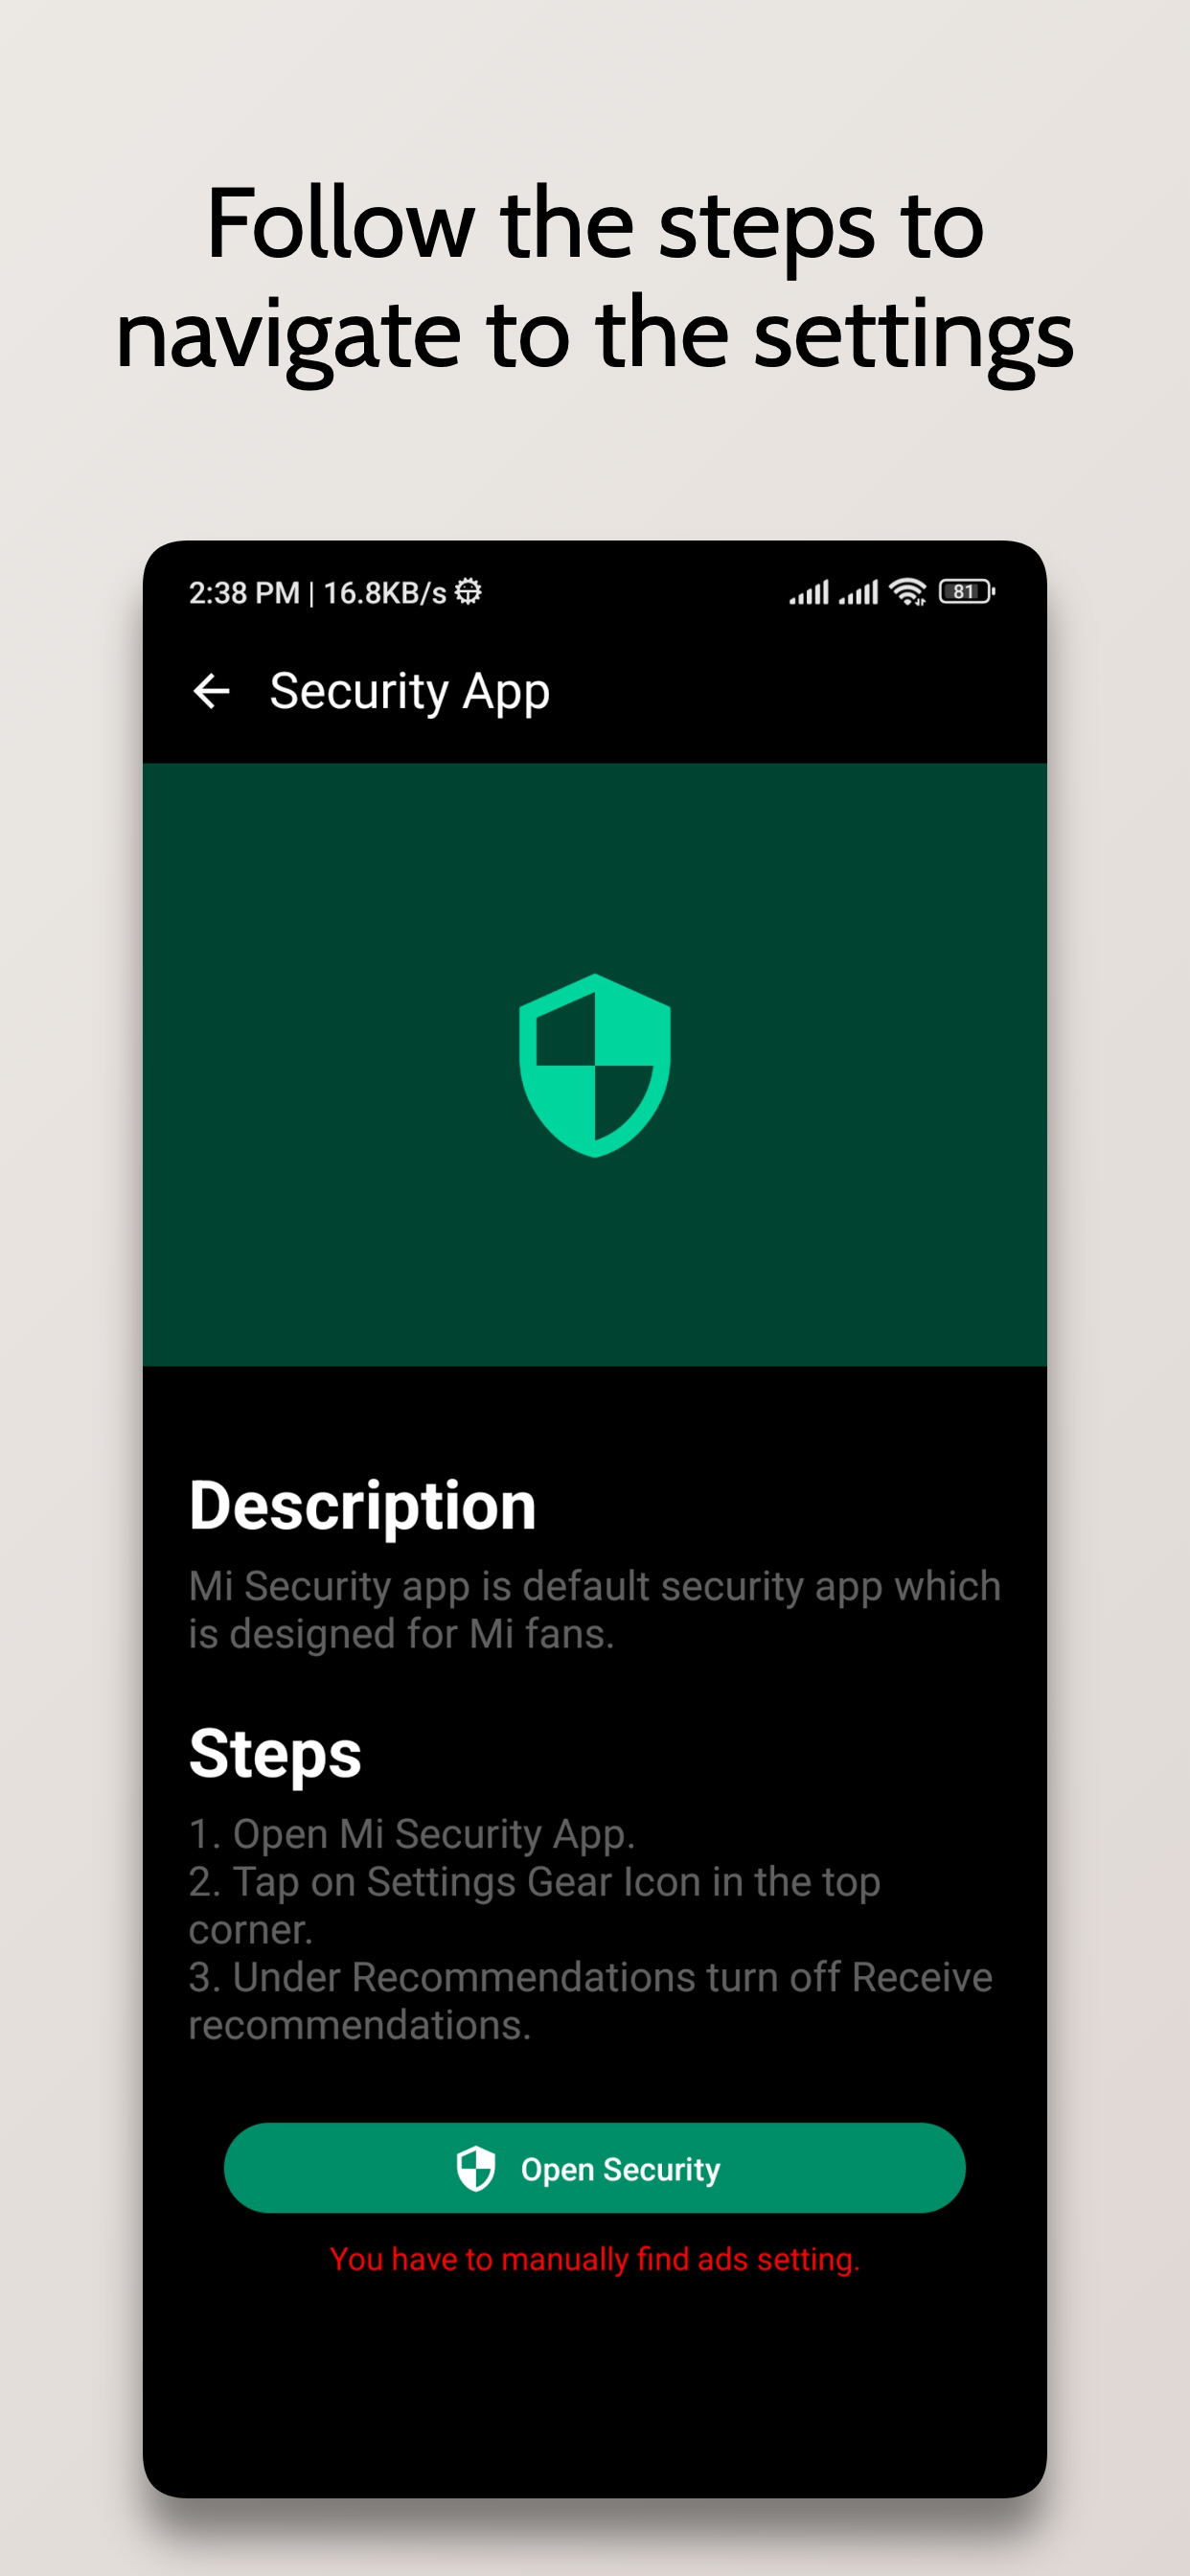 Follow the steps to
navigate to the settings
2:38 PM | 16.8KB/s
81
Security App
Description
Mi Security app is default security app which
is designed for Mi fans.
Steps
1. Open Mi Security App.
2. Tap on Settings Gear Icon in the top
corner.
3. Under Recommendations turn off Receive
recommendations.
Open Security
You have to manually find ads setting.